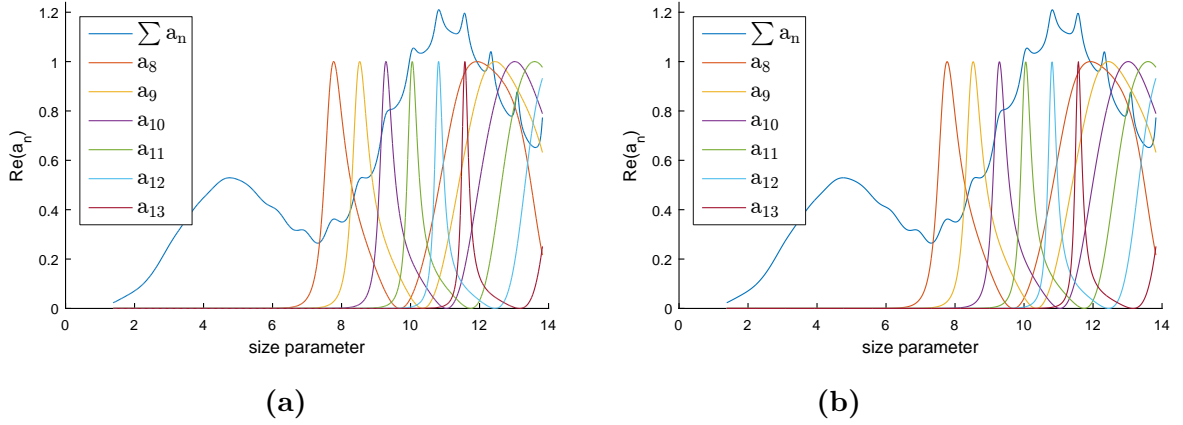 1.2
1
0.8
0.6
0.4
0.2
0
Re(a_n)
∑ a_n
a_8
a_9
a_10
a_11
a_12
a_13
0 2 4 6 8 10 12 14
size parameter
(a)
1.2
1
0.8
0.6
0.4
0.2
0
Re(a_n)
∑ a_n
a_8
a_9
a_10
a_11
a_12
a_13
0 2 4 6 8 10 12 14
size parameter
(b)